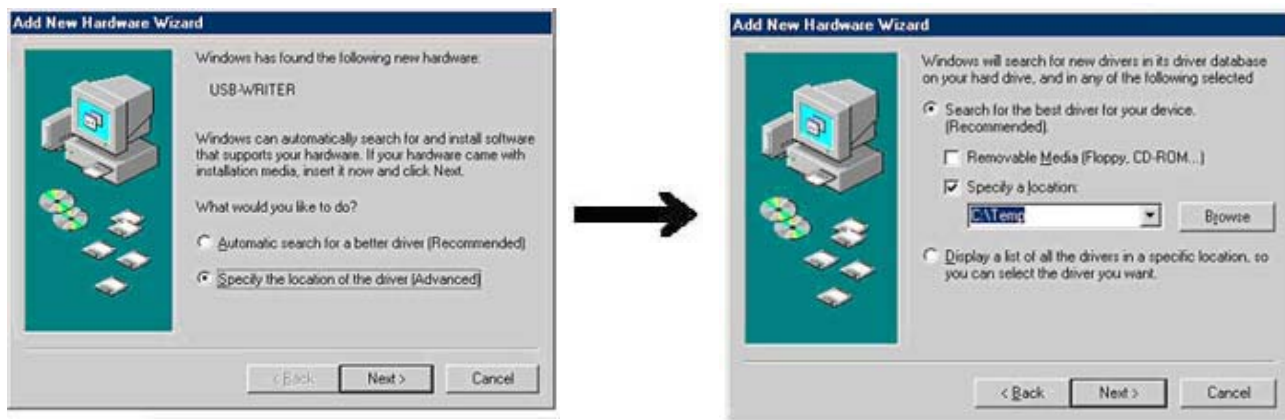 Add New Hardware Wizard
Windows has found the following new hardware:
USB-WRITER
Windows can automatically search for and install software
that supports your hardware. If your hardware came with
installation media, insert it now and click Next.
What would you like to do?
Automatic search for a better driver (Recommended)
Specify the location of the driver (Advanced)
< Back
Next >
Cancel
Add New Hardware Wizard
Windows will search for new drivers in its driver database
on your hard drive, and in any of the following selected
Search for the best driver for your device.
(Recommended).
Removable Media (Floppy, CD-ROM...)
Specify a location:
C:\Temp
Browse
Display a list of all the drivers in a specific location, so
you can select the driver you want.
< Back
Next >
Cancel